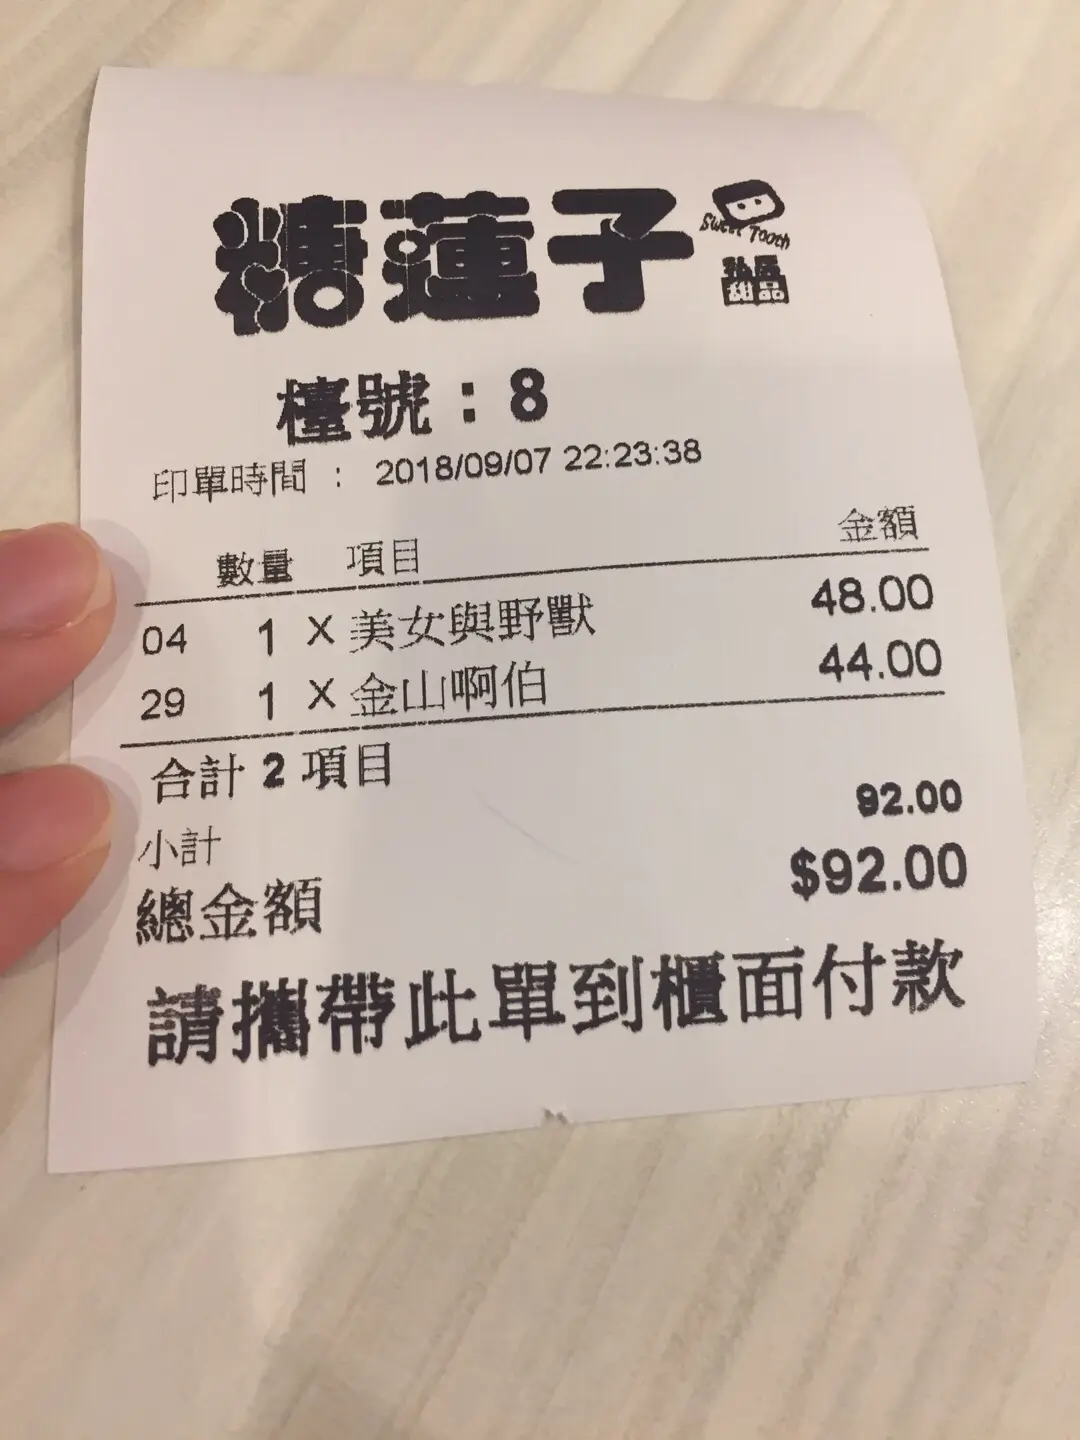 糖蓮子
Sweet Tooth
私房
甜品
檯號：8
印單時間 ： 2018/09/07 22:23:38
數量 項目 金額
04 1 X 美女與野獸 48.00
29 1 X 金山啊伯 44.00
合計 2 項目
小計 92.00
總金額 $92.00
請攜帶此單到櫃面付款